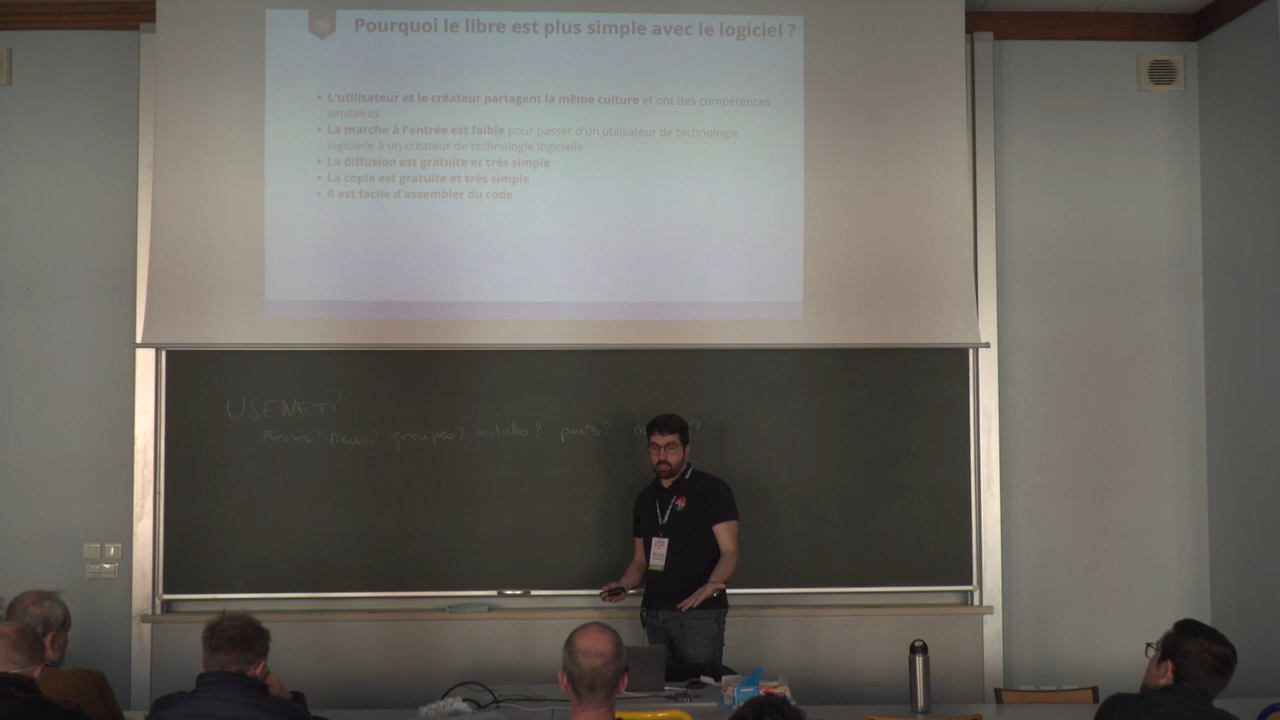 Pourquoi le libre est plus simple avec le logiciel ?
• L'utilisateur et le créateur partagent la même culture et ont des compétences
similaires
• La marche à l'entrée est faible pour passer d'un utilisateur de technologie
logicielle à un créateur de technologie logicielle
• La diffusion est gratuite et très simple
• La copie est gratuite et très simple
• Il est facile d'assembler du code
USENET?
Forums? news? groupes? articles? posts?